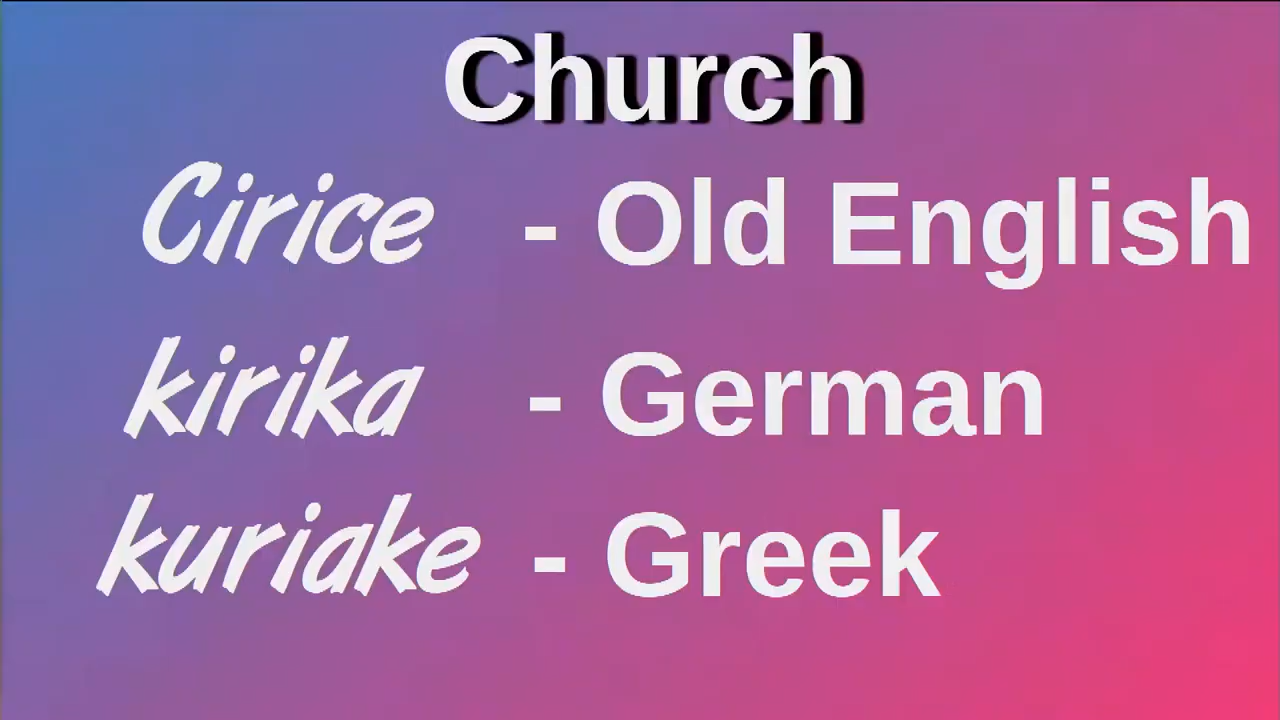 Church
Cirice - Old English
kirika - German
kuriake - Greek